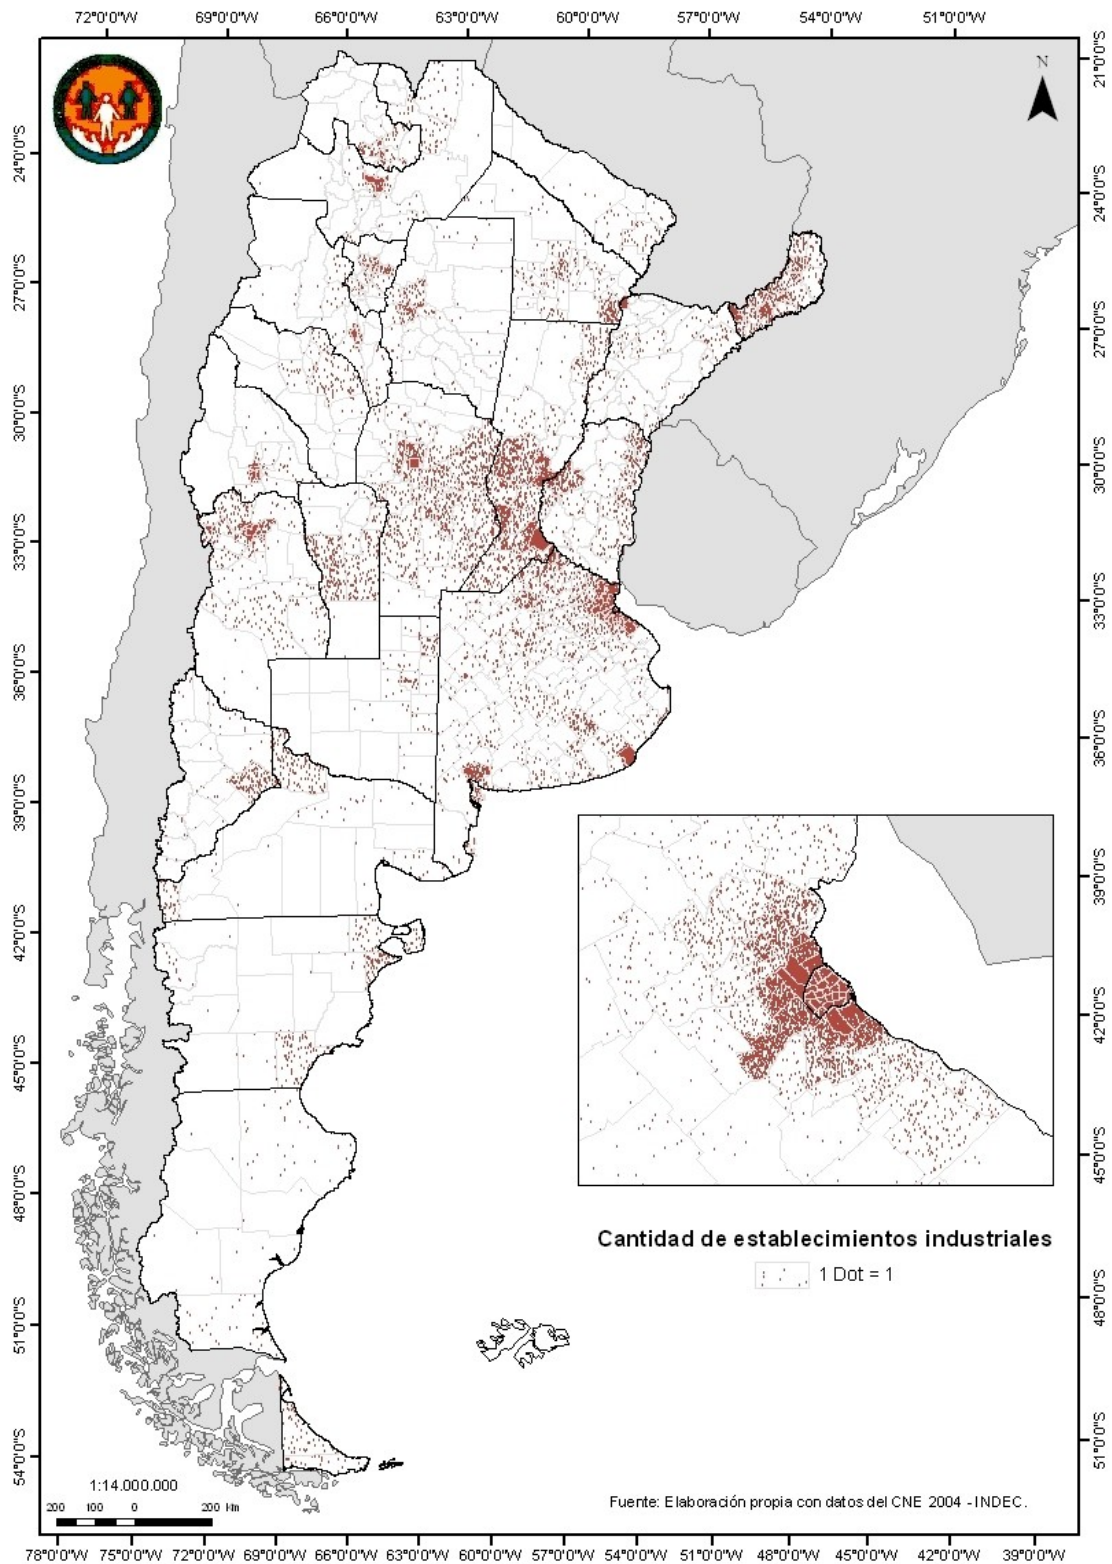 72°0'0"W 69°0'0"W 66°0'0"W 63°0'0"W 60°0'0"W 57°0'0"W 54°0'0"W 51°0'0"W
21°0'0"S
N
24°0'0"S
24°0'0"S
27°0'0"S
27°0'0"S
30°0'0"S
30°0'0"S
33°0'0"S
33°0'0"S
36°0'0"S
36°0'0"S
39°0'0"S
39°0'0"S
42°0'0"S
42°0'0"S
45°0'0"S
45°0'0"S
48°0'0"S
Cantidad de establecimientos industriales
1 Dot = 1
48°0'0"S
51°0'0"S
51°0'0"S
54°0'0"S
1:14.000.000
200 100 0 200 Km
Fuente: Elaboración propia con datos del CNE 2004 - INDEC.
78°0'0"W 75°0'0"W 72°0'0"W 69°0'0"W 66°0'0"W 63°0'0"W 60°0'0"W 57°0'0"W 54°0'0"W 51°0'0"W 48°0'0"W 45°0'0"W 42°0'0"W 39°0'0"W